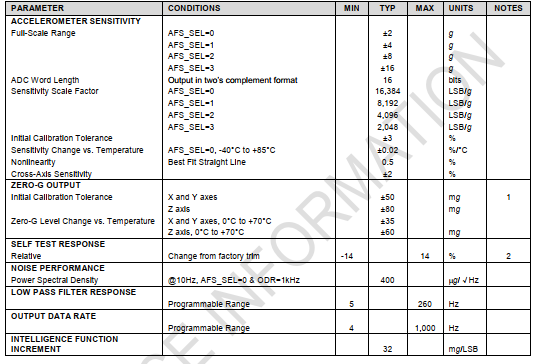 PARAMETER CONDITIONS MIN TYP MAX UNITS NOTES
ACCELEROMETER SENSITIVITY
Full-Scale Range AFS_SEL=0 ±2 g
AFS_SEL=1 ±4 g
AFS_SEL=2 ±8 g
AFS_SEL=3 ±16 g
ADC Word Length Output in two's complement format 16 bits
Sensitivity Scale Factor AFS_SEL=0 16,384 LSB/g
AFS_SEL=1 8,192 LSB/g
AFS_SEL=2 4,096 LSB/g
AFS_SEL=3 2,048 LSB/g
Initial Calibration Tolerance ±3 %
Sensitivity Change vs. Temperature AFS_SEL=0, -40°C to +85°C ±0.02 %/°C
Nonlinearity Best Fit Straight Line 0.5 %
Cross-Axis Sensitivity ±2 %
ZERO-G OUTPUT
Initial Calibration Tolerance X and Y axes ±50 mg 1
Z axis ±80 mg
Zero-G Level Change vs. Temperature X and Y axes, 0°C to +70°C ±35
Z axis, 0°C to +70°C ±60 mg
SELF TEST RESPONSE
Relative Change from factory trim -14 14 % 2
NOISE PERFORMANCE
Power Spectral Density @10Hz, AFS_SEL=0 & ODR=1kHz 400 µg/√Hz
LOW PASS FILTER RESPONSE
Programmable Range 5 260 Hz
OUTPUT DATA RATE
Programmable Range 4 1,000 Hz
INTELLIGENCE FUNCTION
INCREMENT 32 mg/LSB
CE INFORMATION